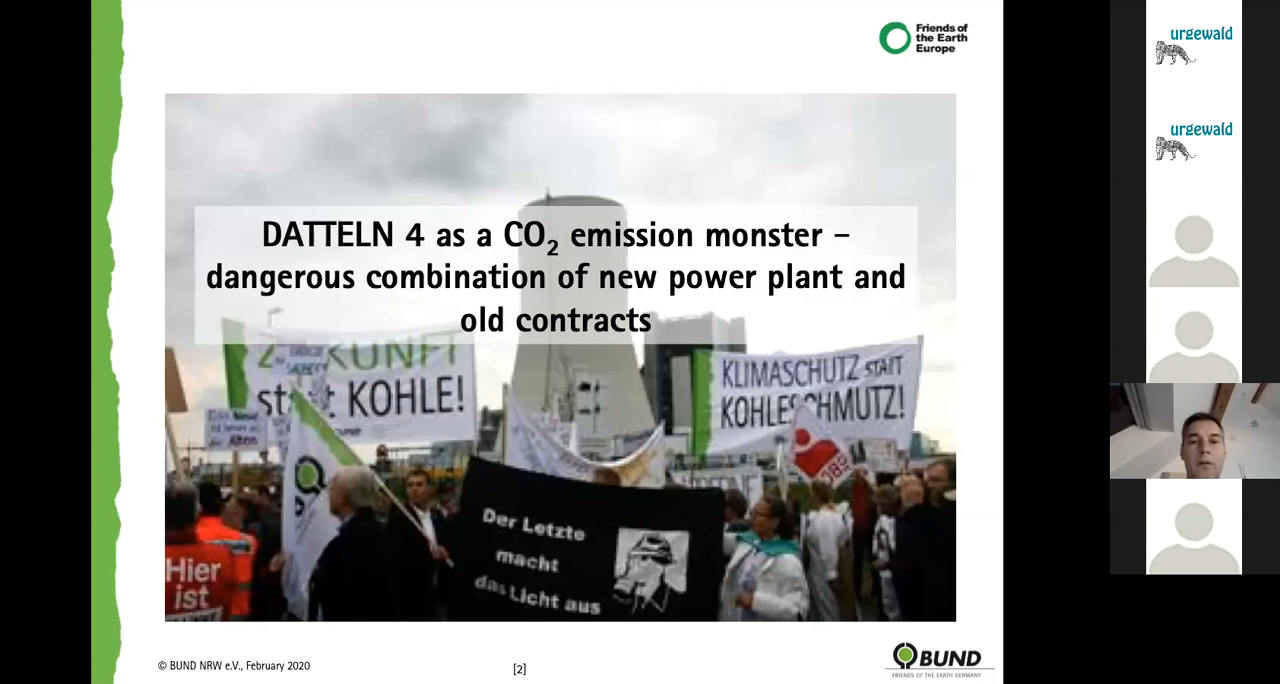 Friends of
the Earth
Europe
urgewald
urgewald
DATTELN 4 as a CO₂ emission monster –
dangerous combination of new power plant and
old contracts
ZUKUNFT
statt KOHLE!
KLIMASCHUTZ STATT
KOHLESCHMUTZ!
Der Letzte
macht
das Licht aus
Hier
ist
© BUND NRW e.V., February 2020
[2]
BUND
FRIENDS OF THE EARTH GERMANY